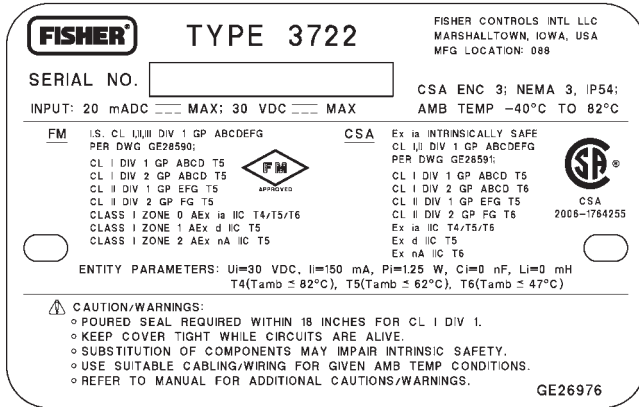 FISHER®
TYPE 3722
FISHER CONTROLS INTL LLC
MARSHALLTOWN, IOWA, USA
MFG LOCATION: 088
SERIAL NO.
CSA ENC 3; NEMA 3, IP54;
INPUT: 20 mADC ⎓ MAX; 30 VDC ⎓ MAX
AMB TEMP -40°C TO 82°C
FM
I.S. CL I,II,III DIV 1 GP ABCDEFG
PER DWG GE28590;
CL I DIV 1 GP ABCD T5
CL I DIV 2 GP ABCD T5
CL II DIV 1 GP EFG T5
CL II DIV 2 GP FG T5
CLASS I ZONE 0 AEx ia IIC T4/T5/T6
CLASS I ZONE 1 AEx d IIC T5
CLASS I ZONE 2 AEx nA IIC T5
FM
APPROVED
CSA
Ex ia INTRINSICALLY SAFE
CL I,II DIV 1 GP ABCDEFG
PER DWG GE28591;
CL I DIV 1 GP ABCD T5
CL I DIV 2 GP ABCD T6
CL II DIV 1 GP EFG T5
CL II DIV 2 GP FG T6
Ex ia IIC T4/T5/T6
Ex d IIC T5
Ex nA IIC T6
SA®
CSA
2006-1764255
ENTITY PARAMETERS: Ui=30 VDC, Ii=150 mA, Pi=1.25 W, Ci=0 nF, Li=0 mH
T4(Tamb ≤ 82°C), T5(Tamb ≤ 62°C), T6(Tamb ≤ 47°C)
CAUTION/WARNINGS:
° POURED SEAL REQUIRED WITHIN 18 INCHES FOR CL I DIV 1.
° KEEP COVER TIGHT WHILE CIRCUITS ARE ALIVE.
° SUBSTITUTION OF COMPONENTS MAY IMPAIR INTRINSIC SAFETY.
° USE SUITABLE CABLING/WIRING FOR GIVEN AMB TEMP CONDITIONS.
° REFER TO MANUAL FOR ADDITIONAL CAUTIONS/WARNINGS.
GE26976